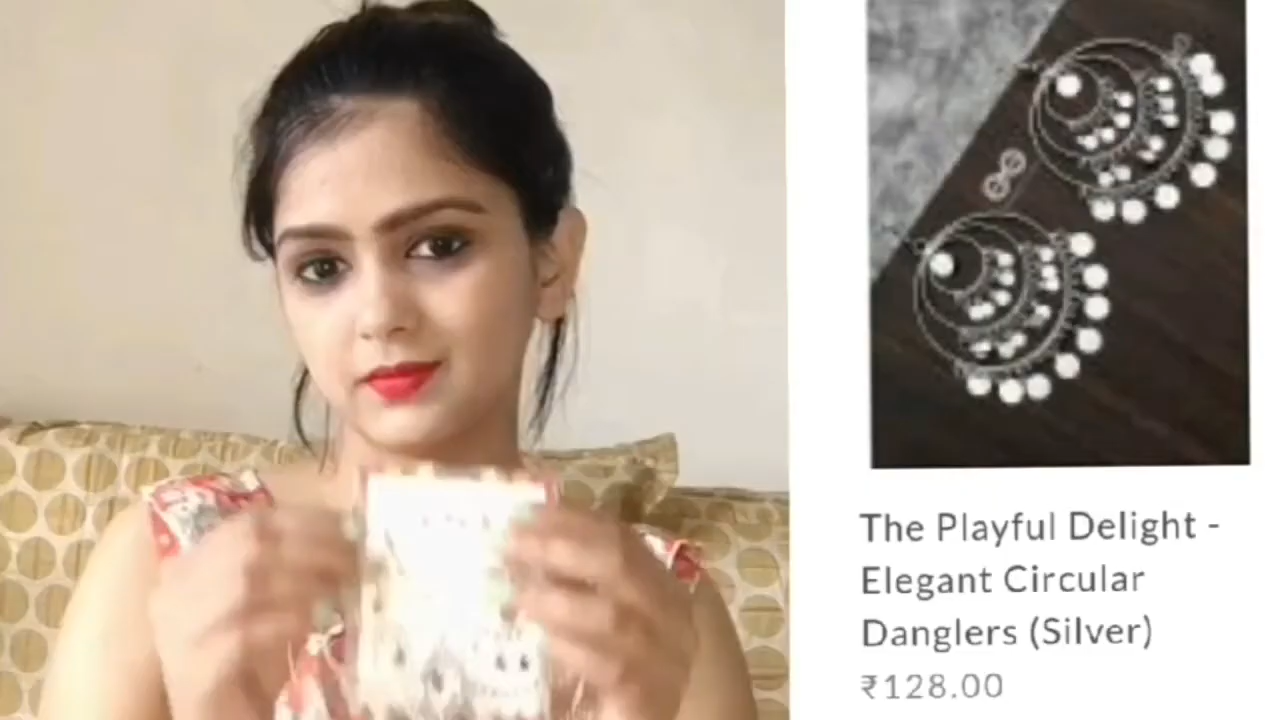 The Playful Delight -
Elegant Circular
Danglers (Silver)
₹128.00